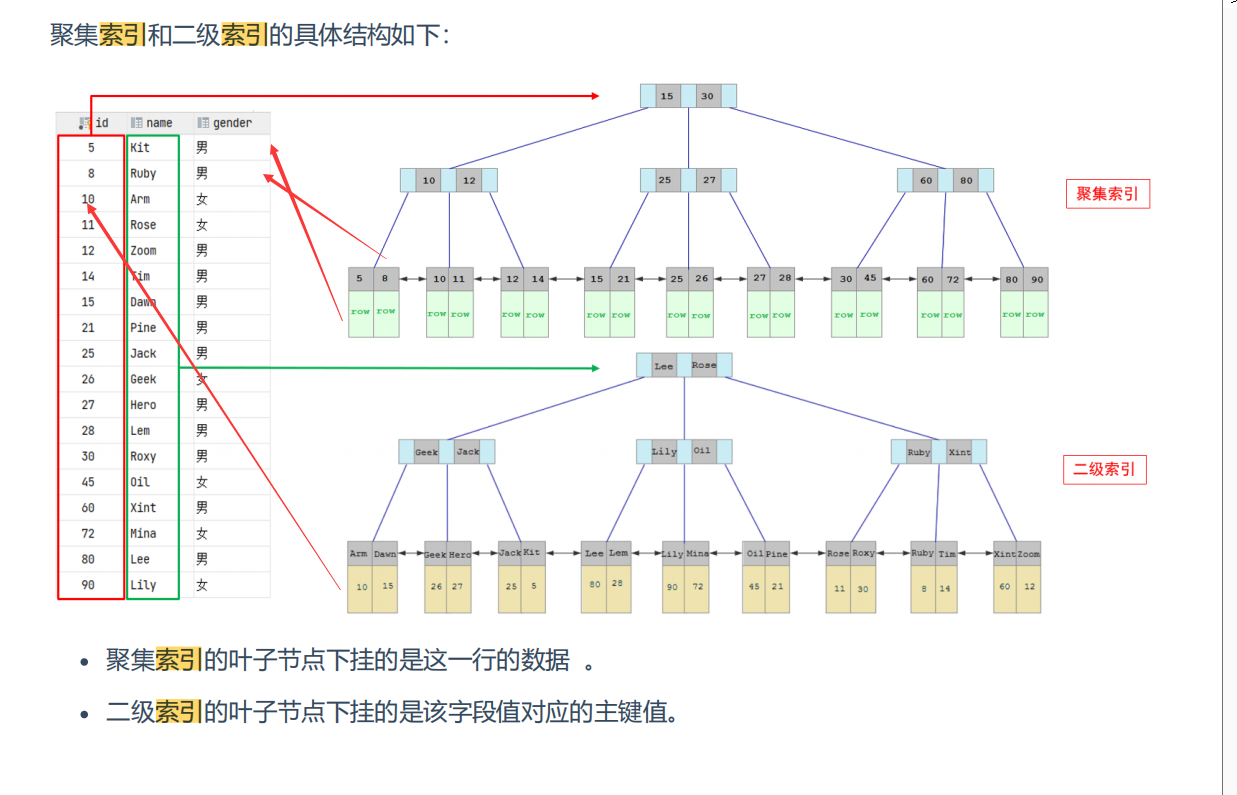 聚集索引和二级索引的具体结构如下：
15 30
id name gender
5 Kit 男
8 Ruby 男
10 Arm 女
11 Rose 女
12 Zoom 男
14 Tim 男
15 Dawn 男
21 Pine 男
25 Jack 男
26 Geek 女
27 Hero 男
28 Lem 男
30 Roxy 男
45 Oil 女
60 Xint 男
72 Mina 女
80 Lee 男
90 Lily 女
10 12 25 27 60 80
聚集索引
5 8 10 11 12 14 15 21 25 26 27 28 30 45 60 72 80 90
row row row row row row row row row row row row row row row row row row
Lee Rose
Geek Jack Lily Oil Ruby Xint
二级索引
Arm Dawn Geek Hero Jack Kit Lee Lem Lily Mina Oil Pine Rose Roxy Ruby Tim Xint Zoom
10 15 26 27 25 5 80 28 90 72 45 21 11 30 8 14 60 12
• 聚集索引的叶子节点下挂的是这一行的数据 。
• 二级索引的叶子节点下挂的是该字段值对应的主键值。